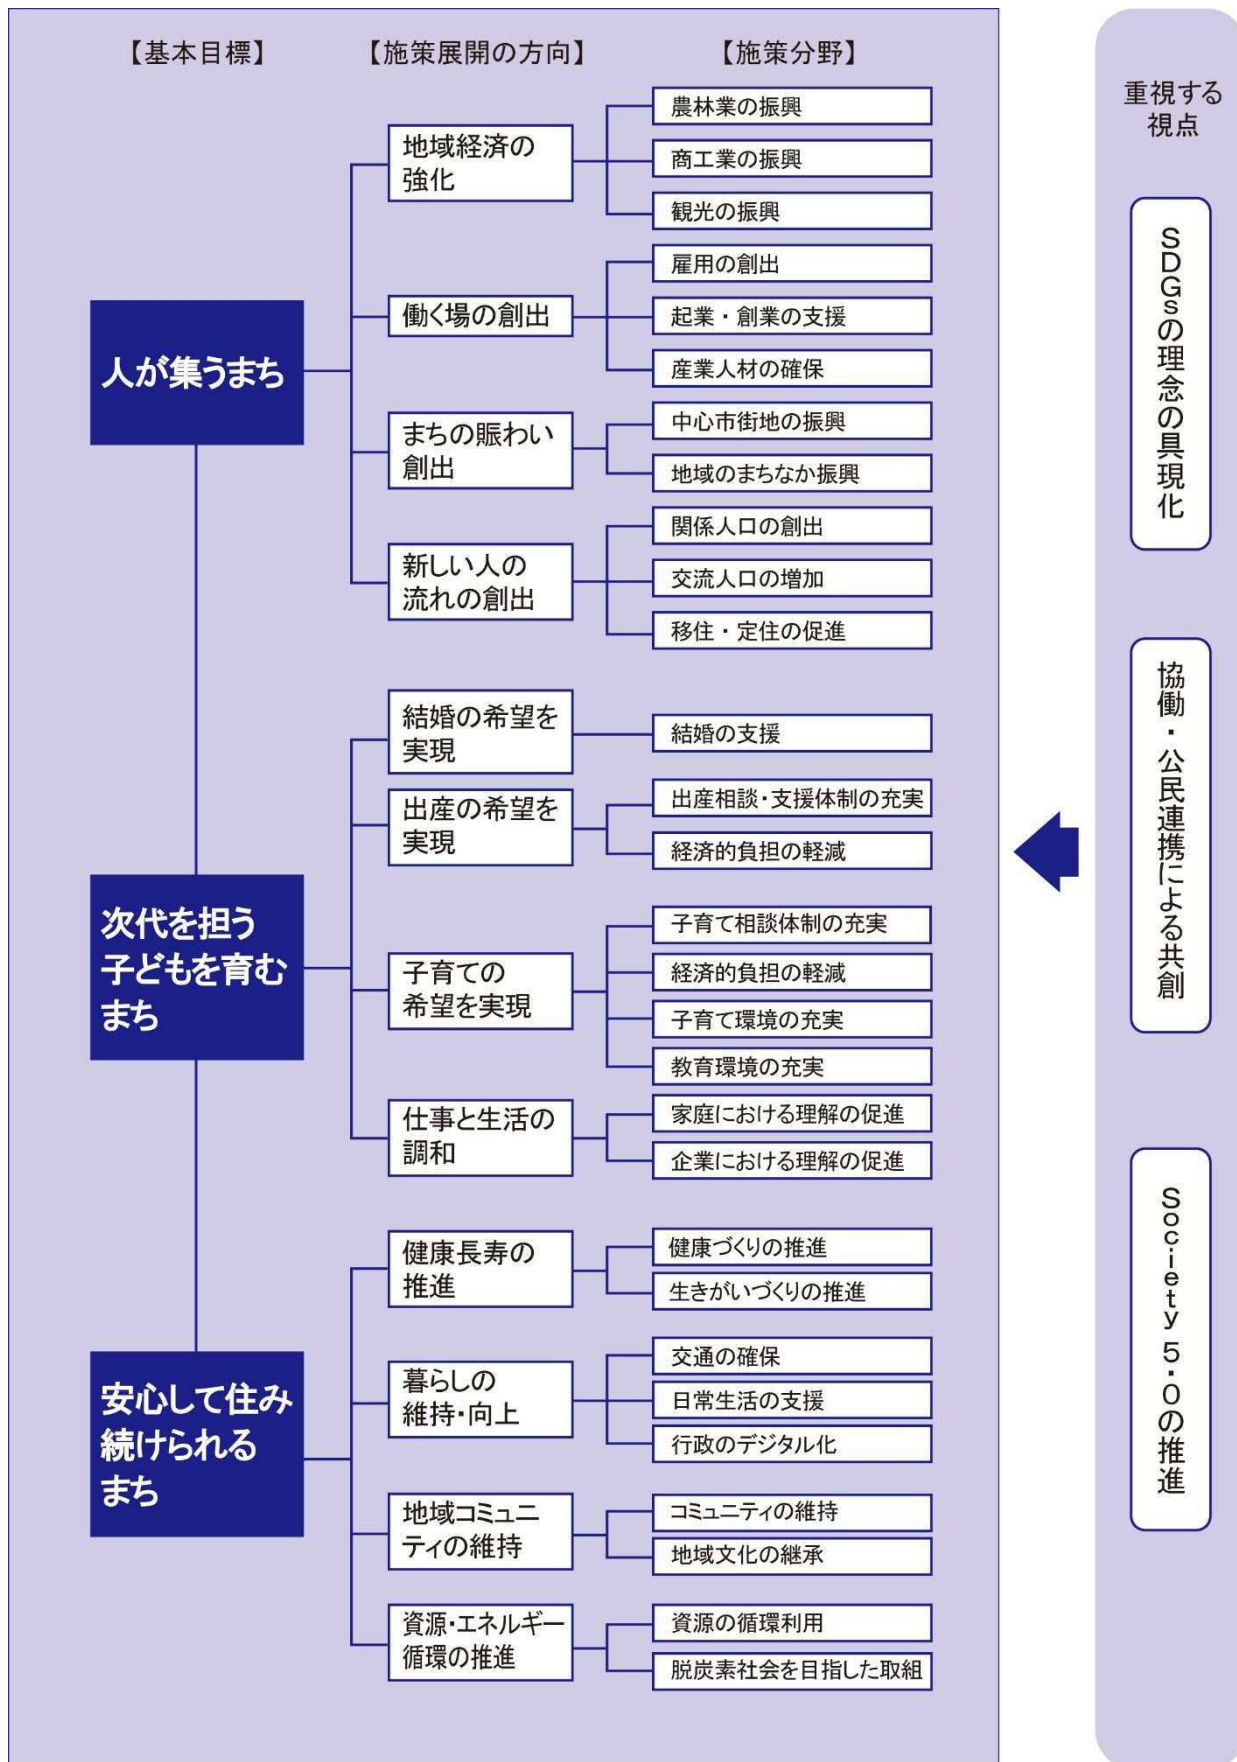 【基本目標】
【施策展開の方向】
【施策分野】
人が集うまち
地域経済の
強化
農林業の振興
商工業の振興
観光の振興
働く場の創出
雇用の創出
起業・創業の支援
産業人材の確保
まちの賑わい
創出
中心市街地の振興
地域のまちなか振興
新しい人の
流れの創出
関係人口の創出
交流人口の増加
移住・定住の促進
次代を担う
子どもを育む
まち
結婚の希望を
実現
結婚の支援
出産の希望を
実現
出産相談・支援体制の充実
経済的負担の軽減
子育ての
希望を実現
子育て相談体制の充実
経済的負担の軽減
子育て環境の充実
教育環境の充実
仕事と生活の
調和
家庭における理解の促進
企業における理解の促進
安心して住み
続けられる
まち
健康長寿の
推進
健康づくりの推進
生きがいづくりの推進
暮らしの
維持・向上
交通の確保
日常生活の支援
行政のデジタル化
地域コミュニ
ティの維持
コミュニティの維持
地域文化の継承
資源・エネルギー
循環の推進
資源の循環利用
脱炭素社会を目指した取組
重視する
視点
SDGsの理念の具現化
協働・公民連携による共創
Society 5.0の推進